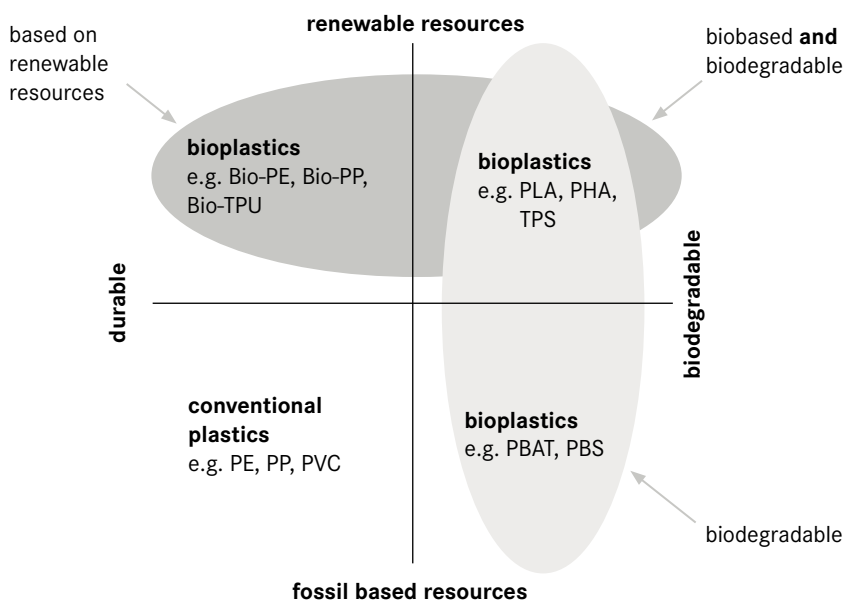 renewable resources
based on
renewable
resources
biobased and
biodegradable
bioplastics
e.g. Bio-PE, Bio-PP,
Bio-TPU
bioplastics
e.g. PLA, PHA,
TPS
durable
biodegradable
conventional
plastics
e.g. PE, PP, PVC
bioplastics
e.g. PBAT, PBS
biodegradable
fossil based resources